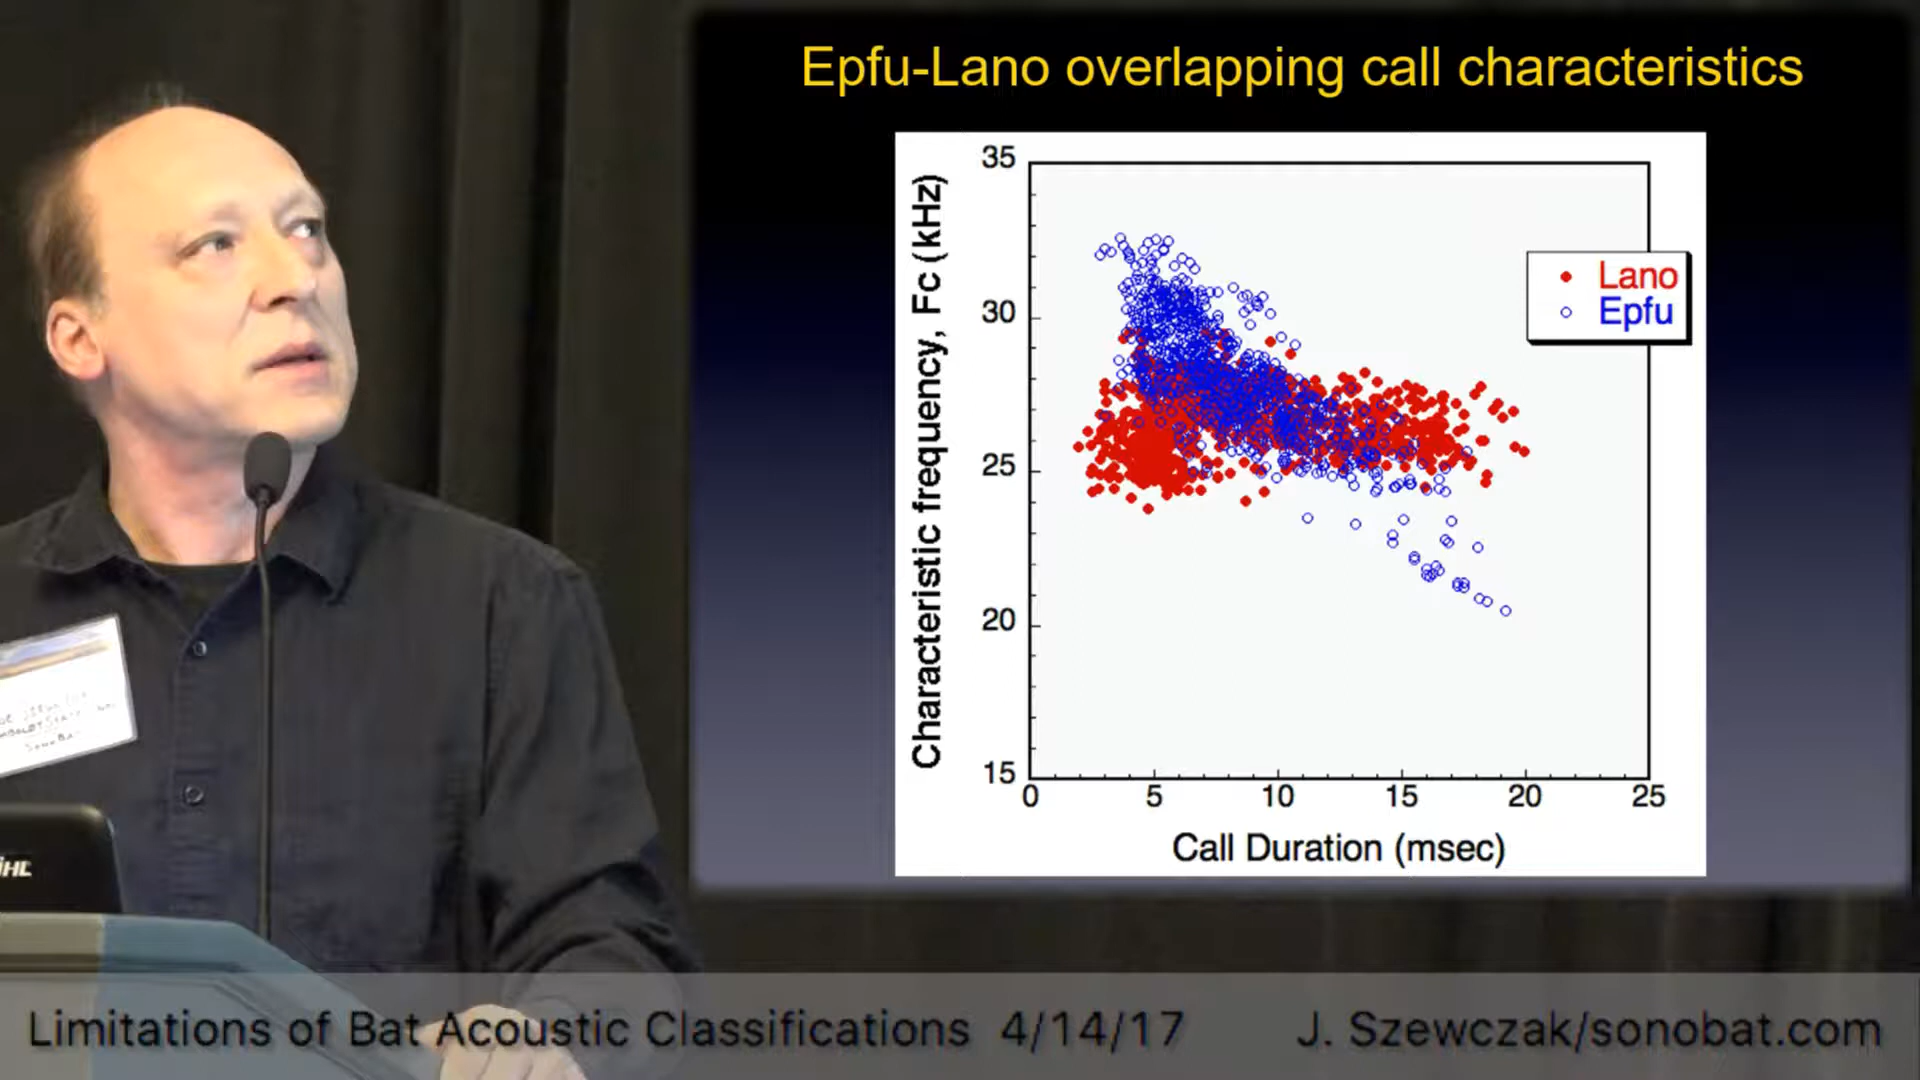 Epfu-Lano overlapping call characteristics
Characteristic frequency, Fc (kHz)
35
30
25
20
15
Lano
Epfu
0 5 10 15 20 25
Call Duration (msec)
SonoBat
Limitations of Bat Acoustic Classifications 4/14/17 J. Szewczak/sonobat.com